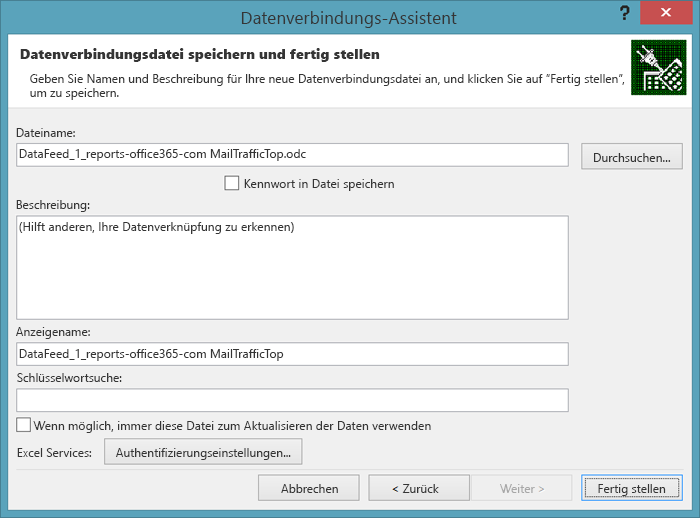 Datenverbindungs-Assistent
?
Datenverbindungsdatei speichern und fertig stellen
Geben Sie Namen und Beschreibung für Ihre neue Datenverbindungsdatei an, und klicken Sie auf "Fertig stellen",
um zu speichern.
Dateiname:
DataFeed_1_reports-office365-com MailTrafficTop.odc
Durchsuchen...
Kennwort in Datei speichern
Beschreibung:
(Hilft anderen, Ihre Datenverknüpfung zu erkennen)
Anzeigename:
DataFeed_1_reports-office365-com MailTrafficTop
Schlüsselwortsuche:
Wenn möglich, immer diese Datei zum Aktualisieren der Daten verwenden
Excel Services: Authentifizierungseinstellungen...
Abbrechen < Zurück Weiter > Fertig stellen